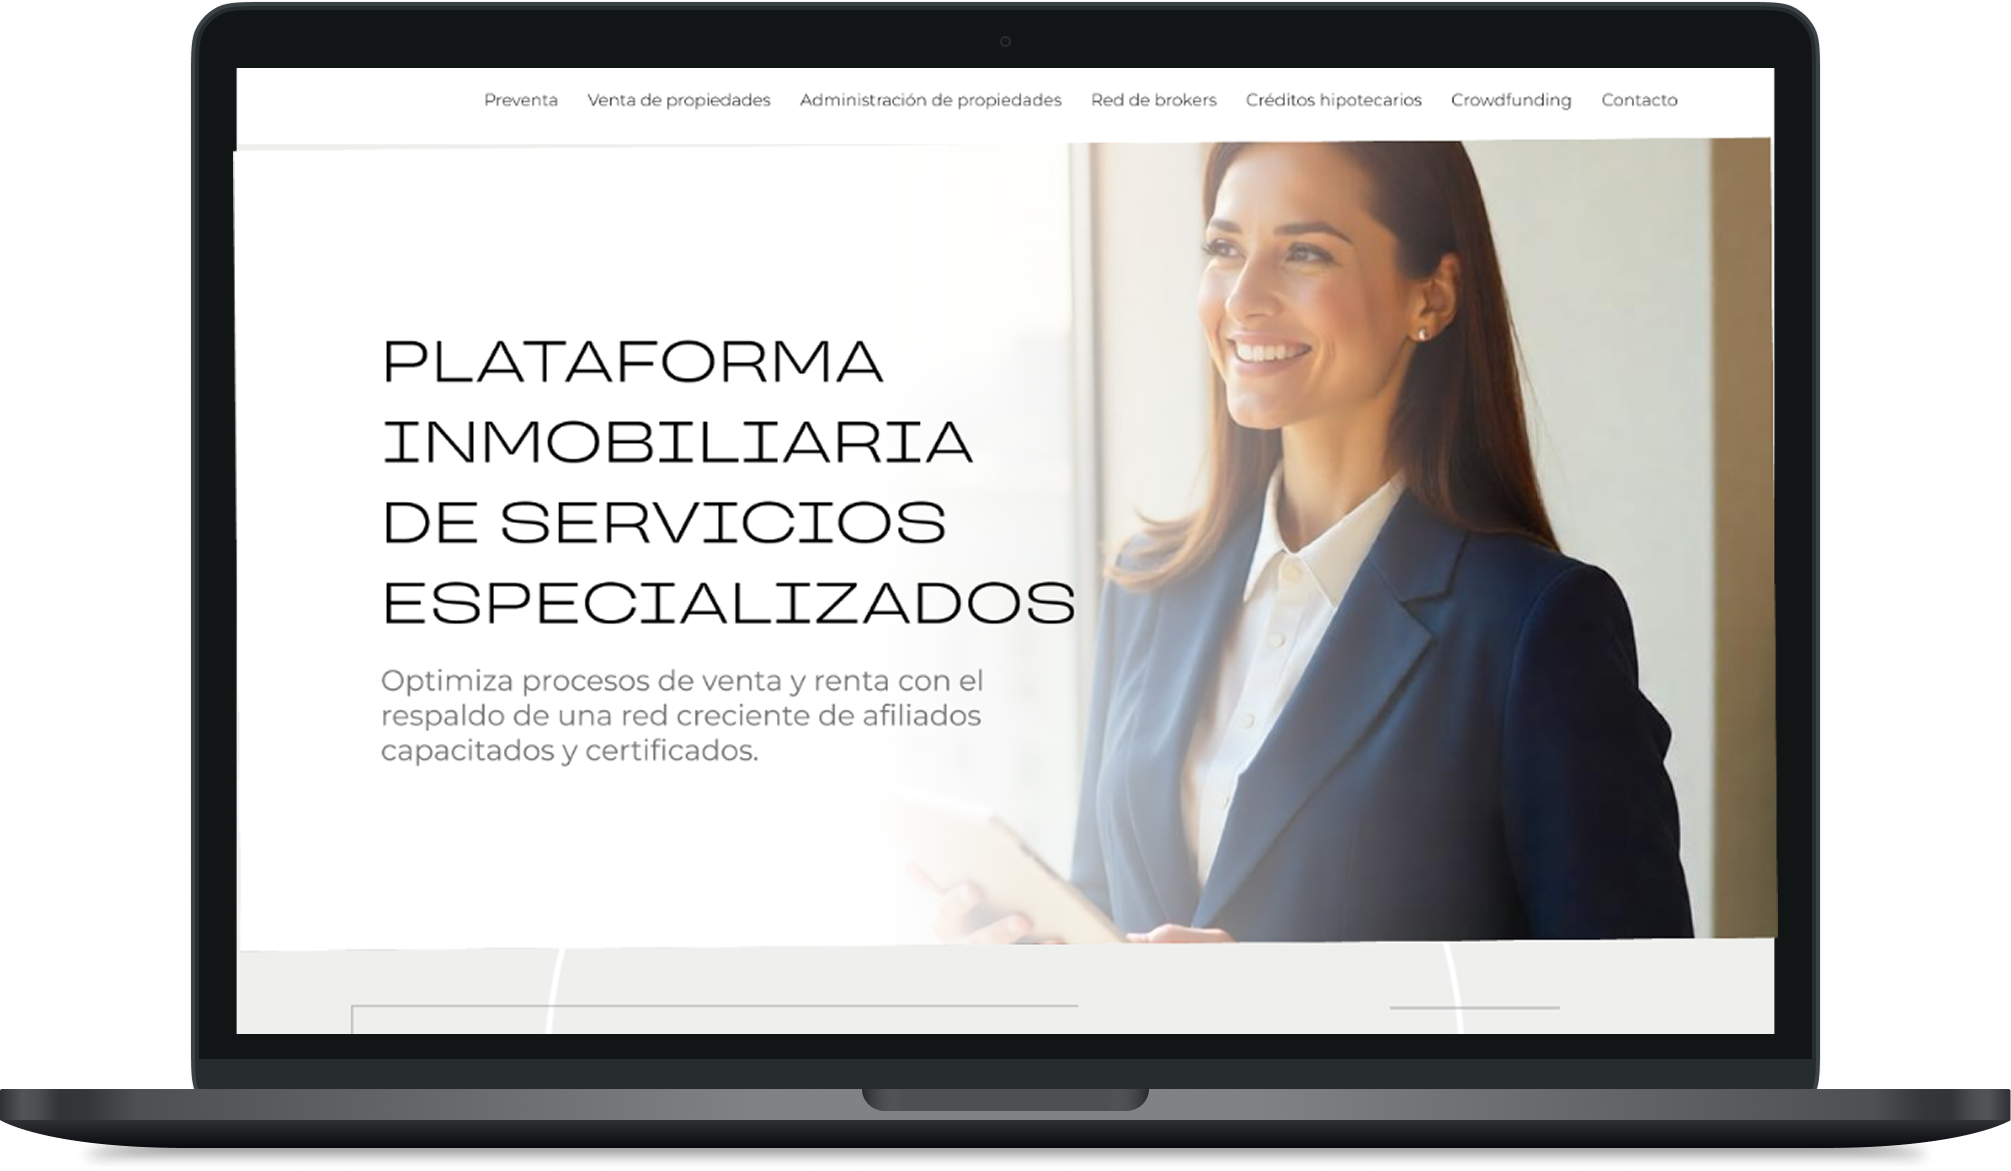 Preventa Venta de propiedades Administración de propiedades Red de brokers Créditos hipotecarios Crowdfunding Contacto
PLATAFORMA
INMOBILIARIA
DE SERVICIOS
ESPECIALIZADOS
Optimiza procesos de venta y renta con el
respaldo de una red creciente de afiliados
capacitados y certificados.